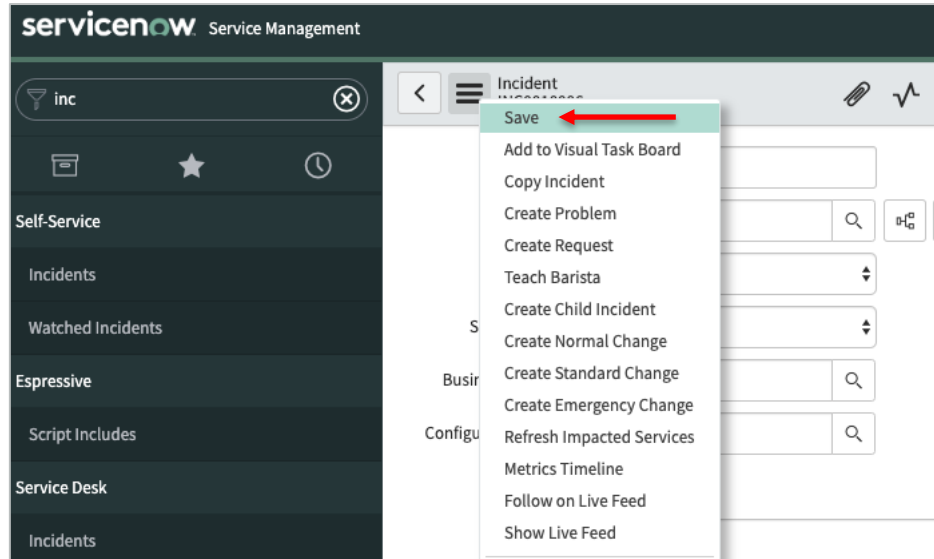 servicenow Service Management
inc
Incident
Save
Add to Visual Task Board
Copy Incident
Create Problem
Create Request
Teach Barista
Create Child Incident
Create Normal Change
Create Standard Change
Create Emergency Change
Refresh Impacted Services
Metrics Timeline
Follow on Live Feed
Show Live Feed
Self-Service
Incidents
Watched Incidents
Espressive
Script Includes
Service Desk
Incidents
S
Busin
Configu